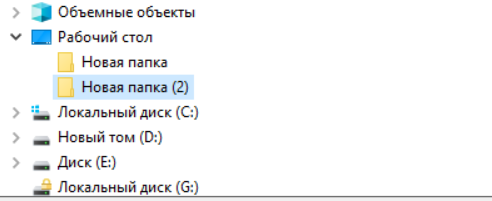 Объемные объекты
Рабочий стол
Новая папка
Новая папка (2)
Локальный диск (C:)
Новый том (D:)
Диск (E:)
Локальный диск (G:)